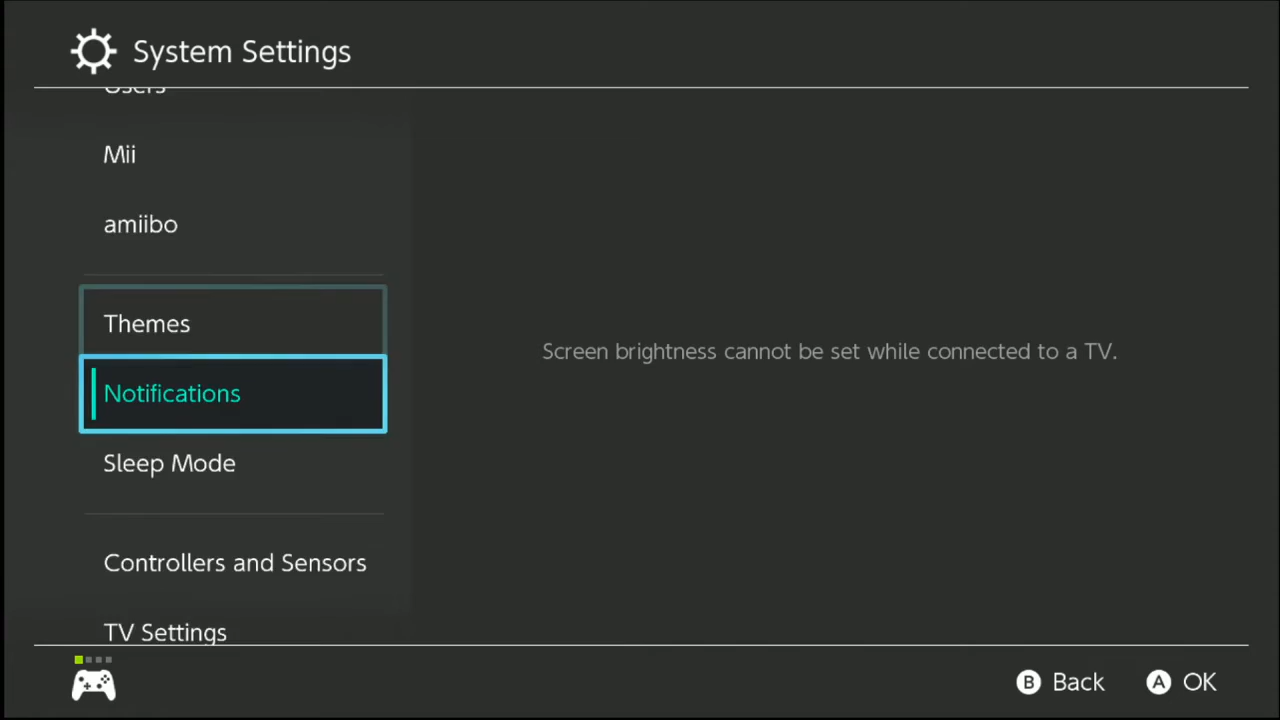 System Settings
Users
Mii
amiibo
Themes
Notifications
Screen brightness cannot be set while connected to a TV.
Sleep Mode
Controllers and Sensors
TV Settings
B Back
A OK